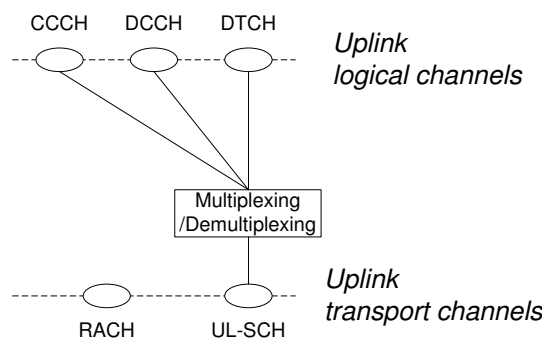 CCCH DCCH DTCH
Uplink
logical channels
Multiplexing
/Demultiplexing
Uplink
transport channels
RACH UL-SCH